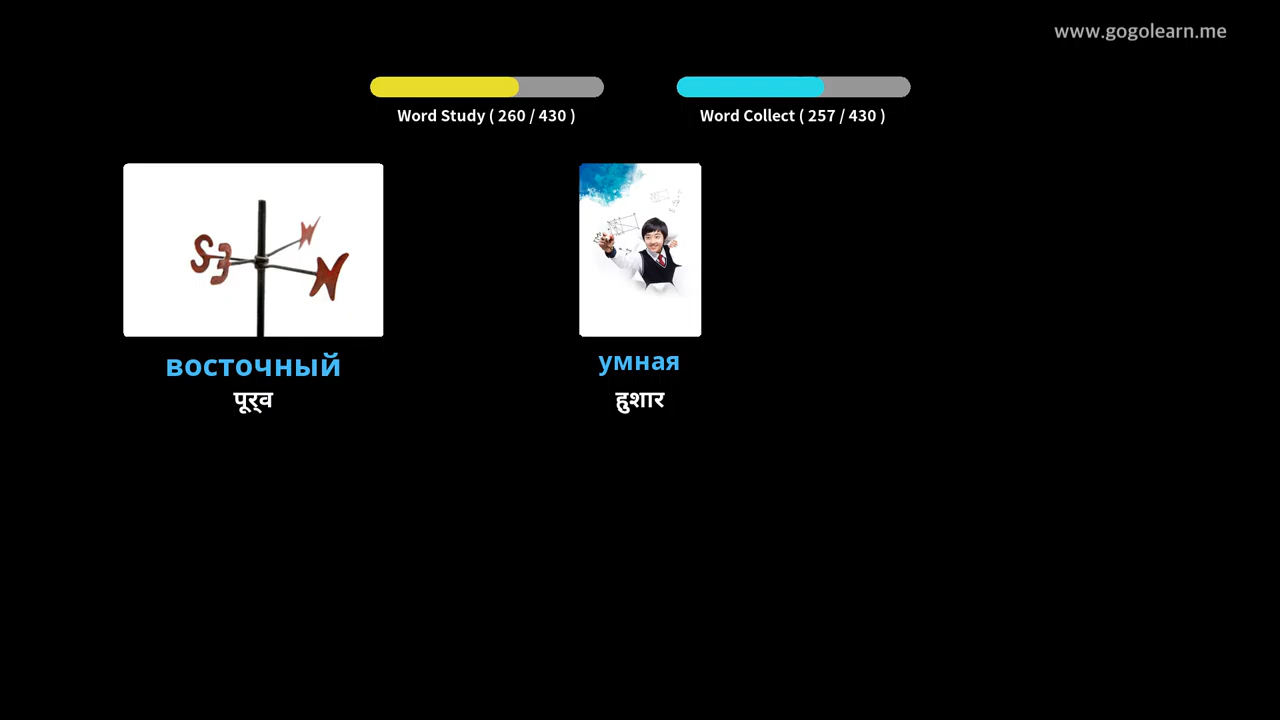 www.gogolearn.me
Word Study ( 260 / 430 )
Word Collect ( 257 / 430 )
S E N W
восточный
умная
पूर्व
हुशार